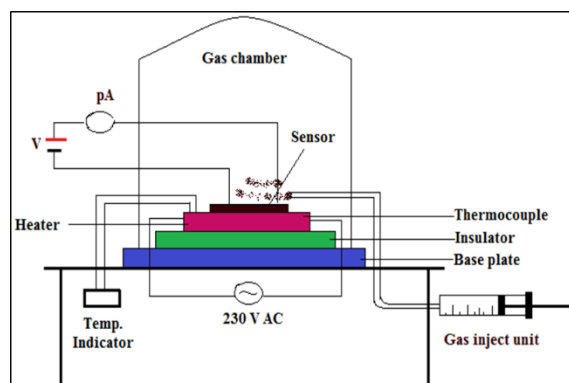 Gas chamber
pA
Sensor
V
Thermocouple
Heater
Insulator
Base plate
Temp.
Indicator
230 V AC
Gas inject unit